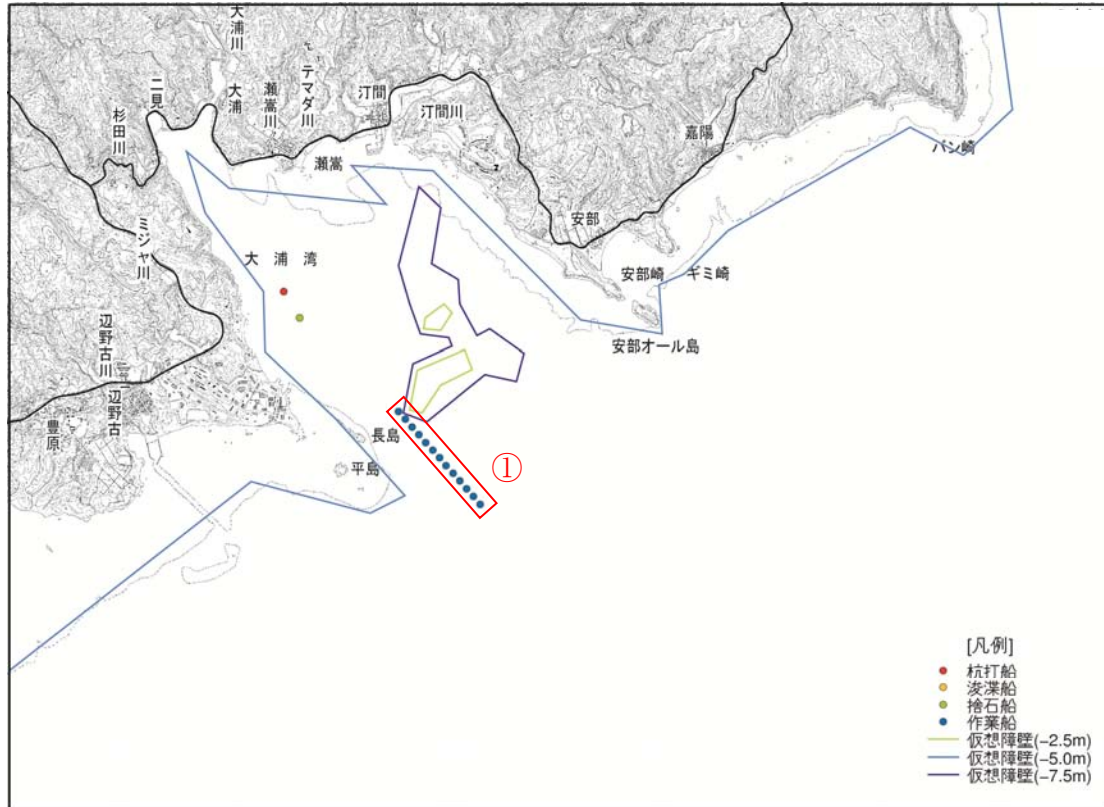 大浦川
二見
杉田川
大浦
瀬嵩川
テマダ川
汀間
汀間川
瀬嵩
嘉陽
バン崎
ミジャ川
安部
大浦湾
安部崎
ギミ崎
安部オール島
辺野古川
辺野古
豊原
長島
平島
①
[凡例]
杭打船
浚渫船
捨石船
作業船
仮想障壁(-2.5m)
仮想障壁(-5.0m)
仮想障壁(-7.5m)